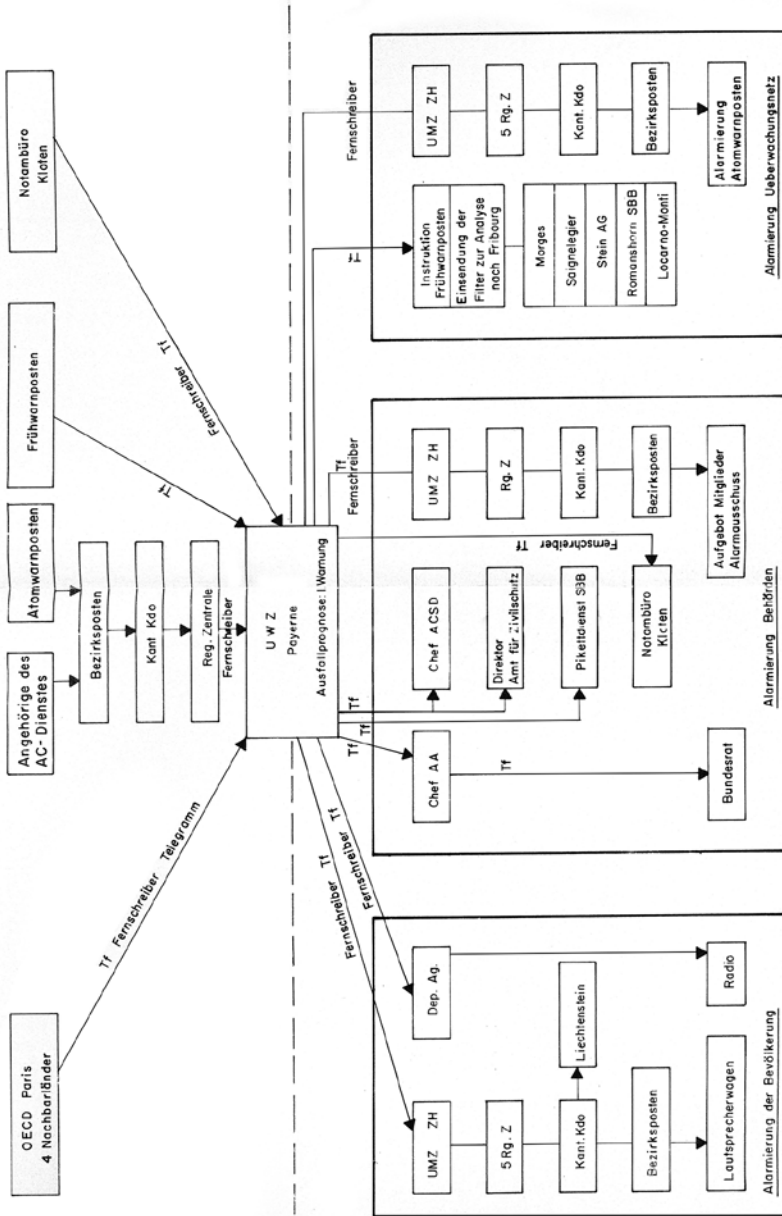 OECD Paris
4 Nachbarländer
Angehörige des
AC-Dienstes
Atomwarnposten
Frühwarnposten
Notambüro
Kloten
Bezirksposten
Kant Kdo
Reg. Zentrale
Fernschreiber
Tf Fernschreiber Telegramm
Tf
Fernschreiber Tf
UWZ
Payerne
Ausfallprognose: I Warnung
Fernschreiber Tf
Fernschreiber Tf
UMZ ZH
5 Rg. Z
Kant. Kdo
Liechtenstein
Bezirksposten
Lautsprecherwagen
Dep. Ag.
Radio
Alarmierung der Bevölkerung
Tf
Tf
Tf
Chef AA
Tf
Bundesrat
Chef ACSD
Direktor
Amt für Zivilschutz
Pikettdienst SBB
Tf Fernschreiber
Notambüro
Kloten
Tf
Fernschreiber
UMZ ZH
Rg. Z
Kant. Kdo
Bezirksposten
Aufgebot Mitglieder
Alarmausschuss
Alarmierung Behörden
Tf
Instruktion
Frühwarnposten
Einsendung der
Filter zur Analyse
nach Fribourg
Morges
Saignelegier
Stein AG
Romanshorn SBB
Locarno-Monti
Fernschreiber
UMZ ZH
5 Rg. Z
Kant. Kdo
Bezirksposten
Alarmierung
Atomwarnposten
Alarmierung Ueberwachungsnetz